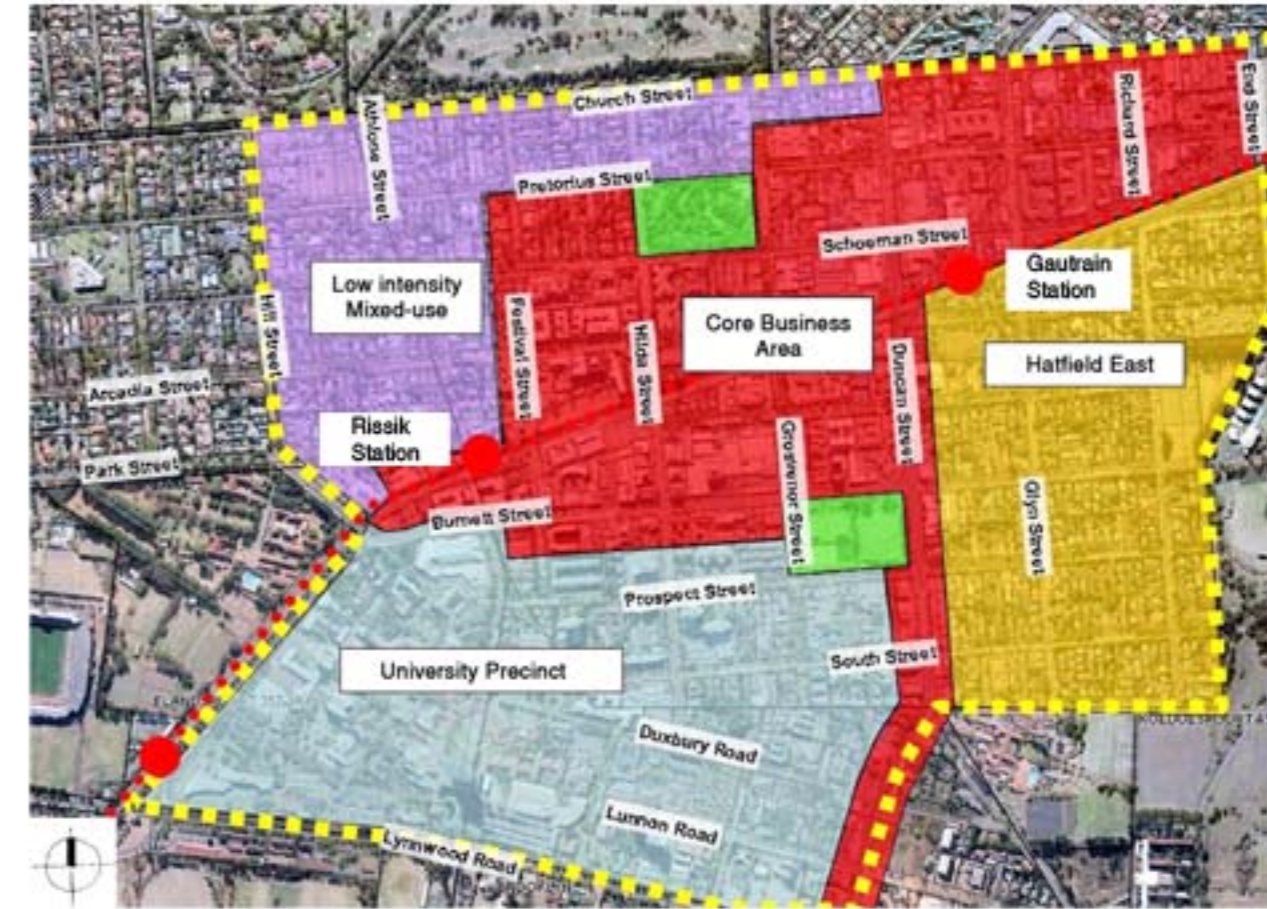 Church Street
Athlone Street
Richard Street
End Street
Pretorius Street
Schoeman Street
Gautrain
Station
Low intensity
Mixed-use
Hill Street
Festival Street
Hilda Street
Core Business
Area
Duncan Street
Hatfield East
Arcadia Street
Rissik
Station
Park Street
Burnett Street
Grosvenor Street
Glyn Street
Prospect Street
University Precinct
South Street
Duxbury Road
Lunnon Road
Lynnwood Road